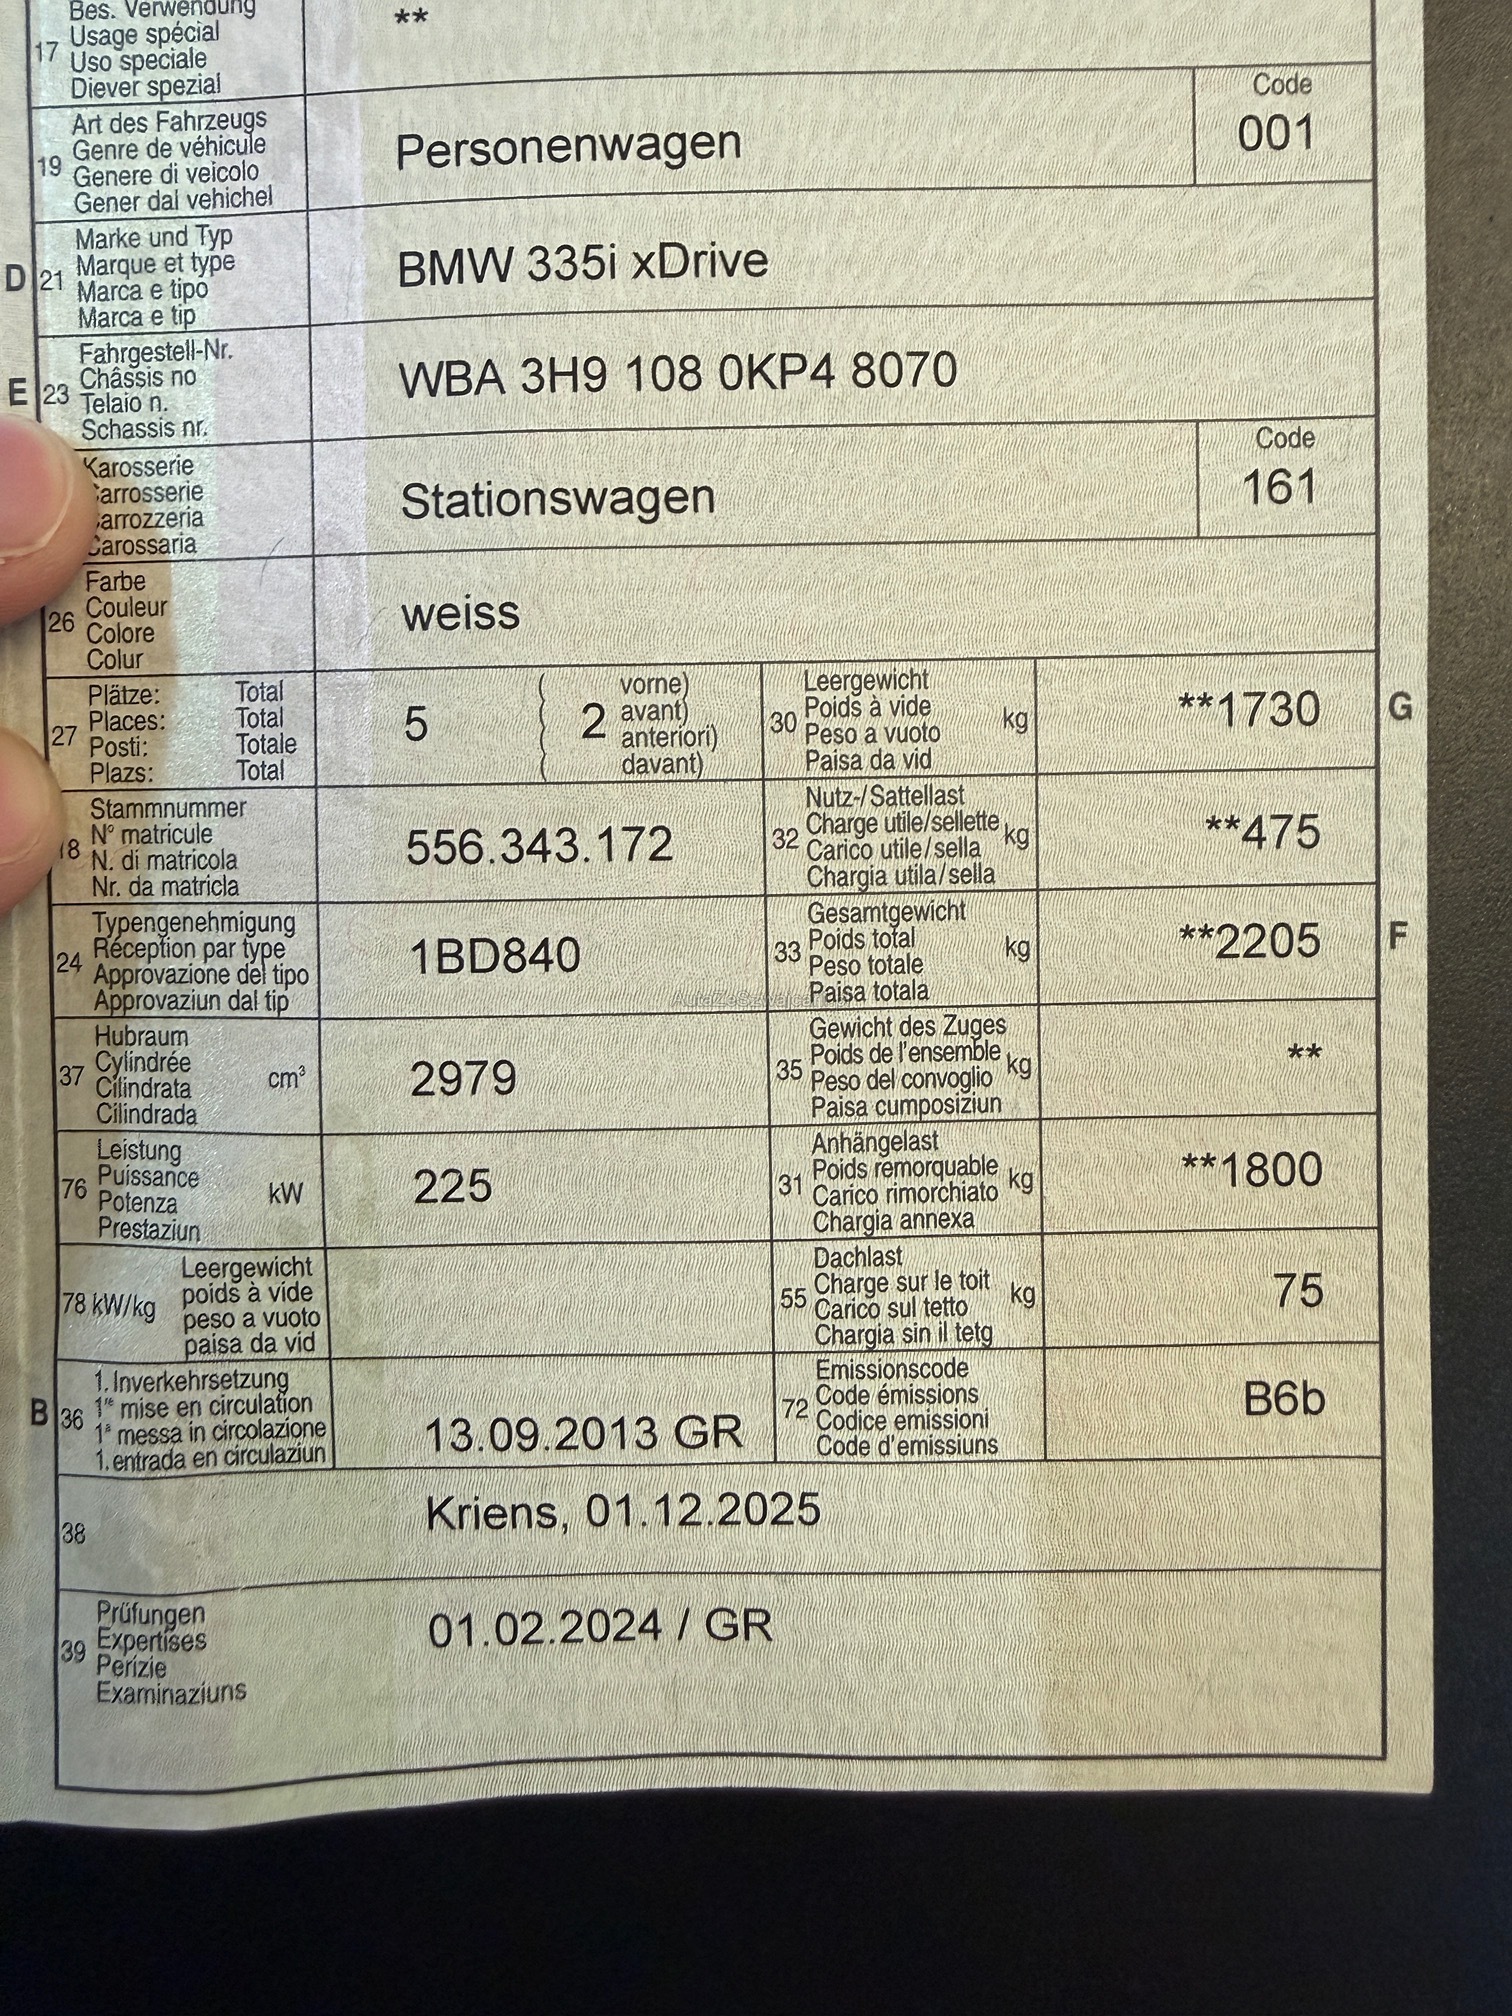 Bes. Verwendung
17 Usage spécial **
Uso speciale
Diever spezial
Code
19 Art des Fahrzeugs
Genre de véhicule Personenwagen 001
Genere di veicolo
Gener dal vehichel
D 21 Marke und Typ
Marque et type BMW 335i xDrive
Marca e tipo
Marca e tip
E 23 Fahrgestell-Nr.
Châssis no WBA 3H9 108 0KP4 8070
Telaio n.
Schassis nr.
Code
Karosserie
Carrosserie Stationswagen 161
Carrozzeria
Carossaria
26 Farbe
Couleur weiss
Colore
Colur
27 Plätze: Total
Places: Total
Posti: Totale
Plazs: Total
5 ( 2 vorne)
avant)
anteriori)
davant)
30 Leergewicht
Poids à vide kg **1730 G
Peso a vuoto
Paisa da vid
18 Stammnummer
N° matricule 556.343.172
N. di matricola
Nr. da matricla
32 Nutz-/Sattellast
Charge utile/sellette kg **475
Carico utile/sella
Chargia utila/sella
24 Typengenehmigung
Réception par type 1BD840
Approvazione del tipo
Approvaziun dal tip
33 Gesamtgewicht
Poids total kg **2205 F
Peso totale
Paisa totala
37 Hubraum
Cylindrée cm³ 2979
Cilindrata
Cilindrada
35 Gewicht des Zuges
Poids de l'ensemble kg **
Peso del convoglio
Paisa cumposiziun
76 Leistung
Puissance kW 225
Potenza
Prestaziun
31 Anhängelast
Poids remorquable kg **1800
Carico rimorchiato
Chargia annexa
78 kW/kg Leergewicht
poids à vide
peso a vuoto
paisa da vid
55 Dachlast
Charge sur le toit kg 75
Carico sul tetto
Chargia sin il tetg
B 36 1. Inverkehrsetzung
1re mise en circulation
1a messa in circolazione 13.09.2013 GR
1. entrada en circulaziun
72 Emissionscode
Code émissions B6b
Codice emissioni
Code d'emissiuns
38 Kriens, 01.12.2025
39 Prüfungen
Expertises 01.02.2024 / GR
Perizie
Examinaziuns